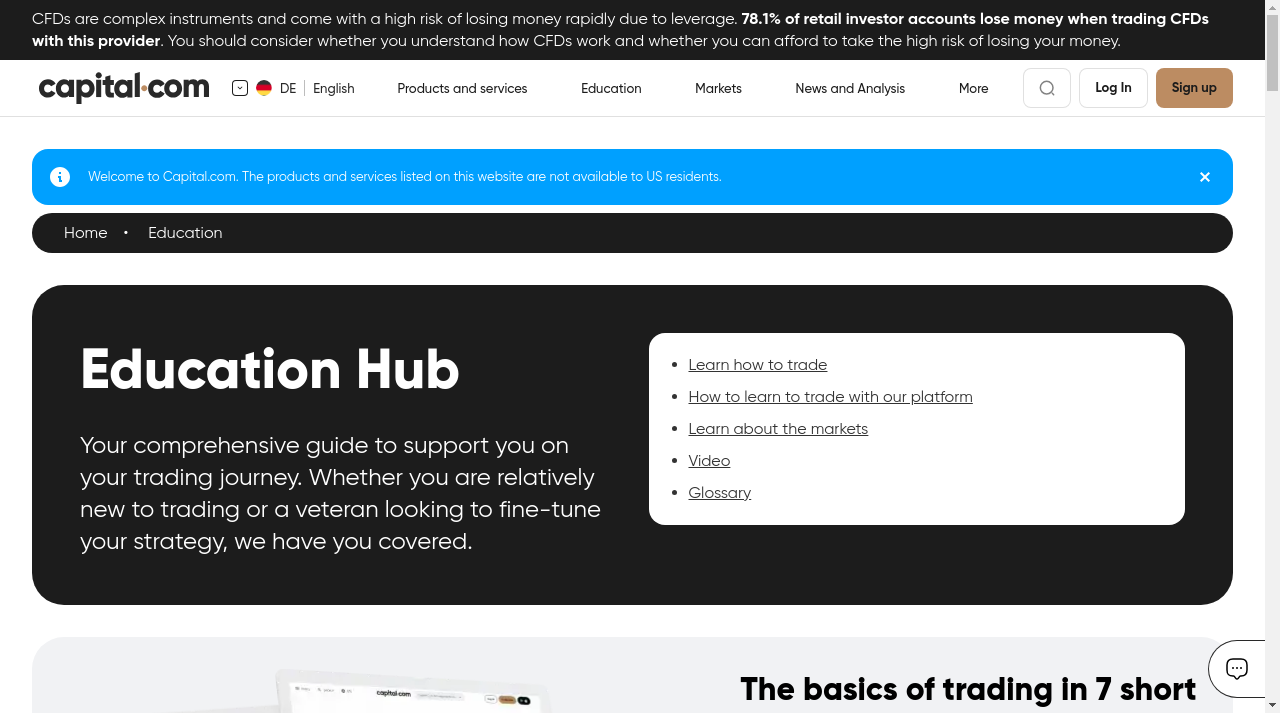 CFDs are complex instruments and come with a high risk of losing money rapidly due to leverage. 78.1% of retail investor accounts lose money when trading CFDs
with this provider. You should consider whether you understand how CFDs work and whether you can afford to take the high risk of losing your money.
capital.com
DE
English
Products and services
Education
Markets
News and Analysis
More
Log In
Sign up
Welcome to Capital.com. The products and services listed on this website are not available to US residents.
Home • Education
Education Hub
Your comprehensive guide to support you on
your trading journey. Whether you are relatively
new to trading or a veteran looking to fine-tune
your strategy, we have you covered.
• Learn how to trade
• How to learn to trade with our platform
• Learn about the markets
• Video
• Glossary
capital.com
The basics of trading in 7 short